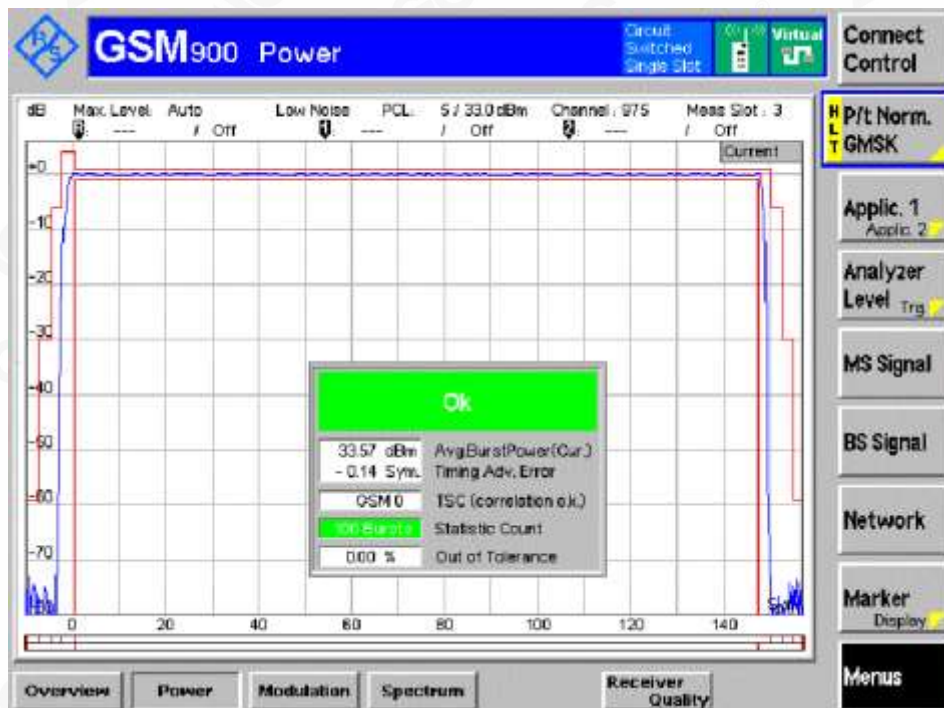 R&S
GSM900 Power
Circuit
Switched
Single Slot
Virtual
Connect
Control
dB Max. Level: Auto Low Noise PCL: 5 / 33.0 dBm Channel: 975 Meas Slot: 3
--- / Off --- / Off --- / Off
Current
H L T
P/t Norm.
GMSK
Applic. 1
Applic. 2
Analyzer
Level Trg
MS Signal
BS Signal
Network
Marker
Display
Menus
+0
-10
-20
-30
-40
-50
-60
-70
Ok
33.57 dBm Avg.BurstPower(Cur.)
- 0.14 Sym. Timing Adv. Error
GSM 0 TSC (correlation o.k.)
100 Bursts Statistic Count
0.00 % Out of Tolerance
0 20 40 60 80 100 120 140
Overview Power Modulation Spectrum Receiver
Quality